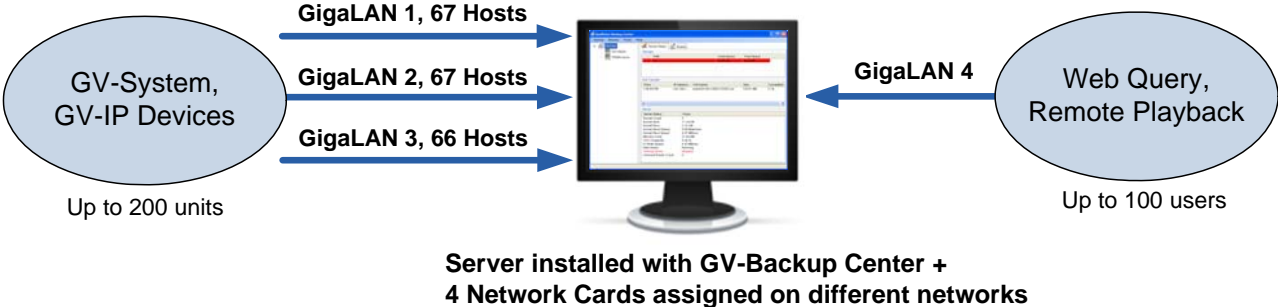 GigaLAN 1, 67 Hosts
GV-System,
GV-IP Devices
GigaLAN 2, 67 Hosts
GigaLAN 3, 66 Hosts
Up to 200 units
GigaLAN 4
Web Query,
Remote Playback
Up to 100 users
Server installed with GV-Backup Center +
4 Network Cards assigned on different networks